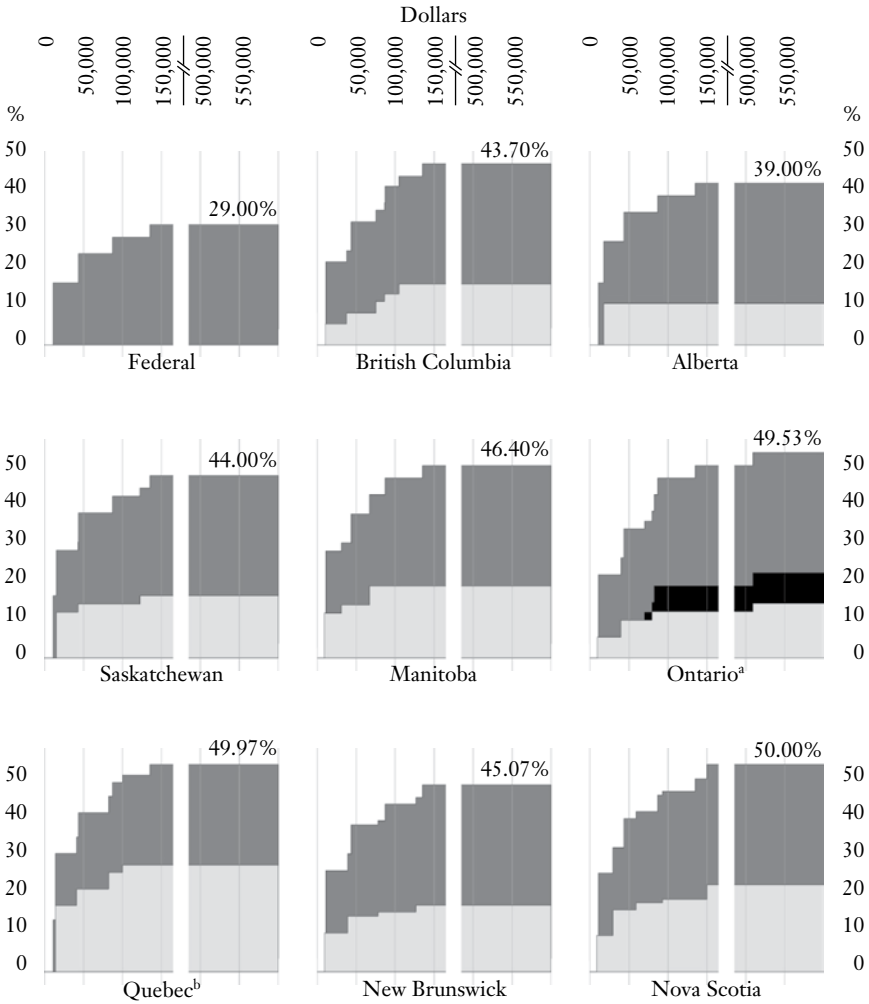 Dollars
0 50,000 100,000 150,000 500,000 550,000 0 50,000 100,000 150,000 500,000 550,000 0 50,000 100,000 150,000 500,000 550,000
% %
50 43.70% 50
40 39.00% 40
30 29.00% 30
20 20
10 10
0 0
Federal British Columbia Alberta
49.53%
50 44.00% 46.40% 50
40 40
30 30
20 20
10 10
0 0
Saskatchewan Manitoba Ontarioᵃ
49.97% 45.07% 50.00%
50 50
40 40
30 30
20 20
10 10
0 0
Quebecᵇ New Brunswick Nova Scotia